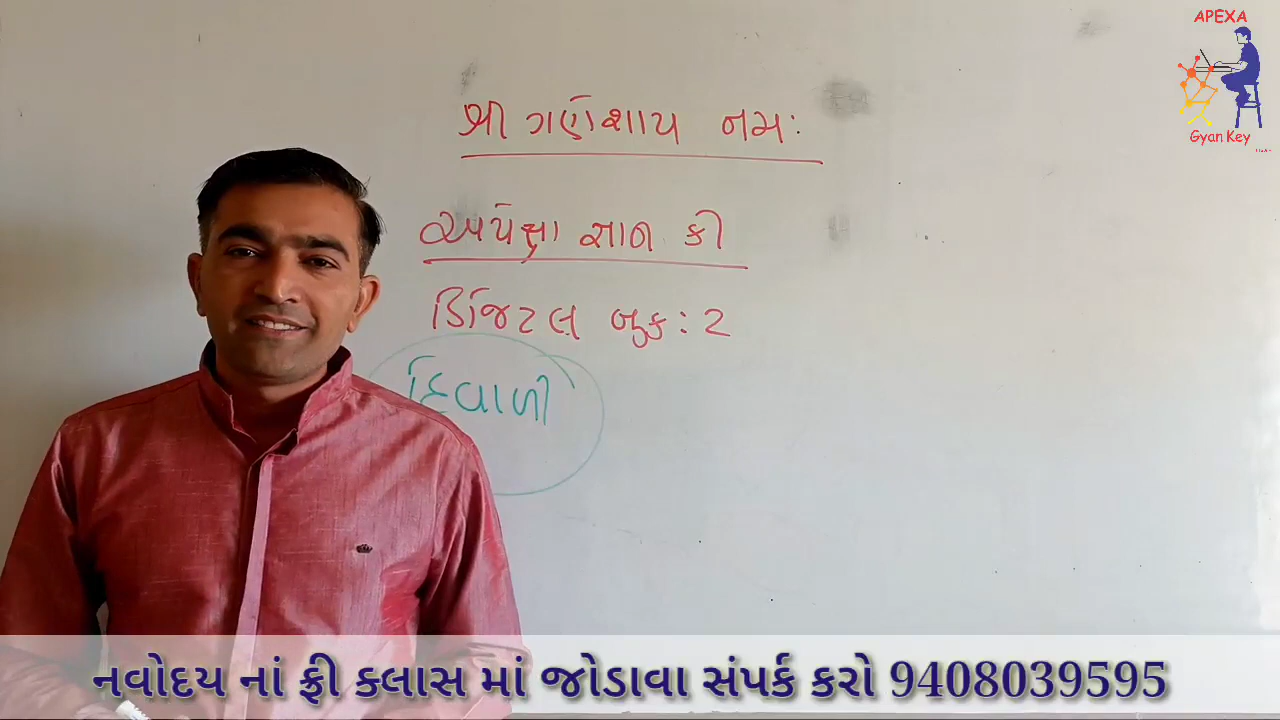 APEXA
Gyan Key
શ્રી ગણેશાય નમઃ
અપેક્ષા જ્ઞાન કી
ડિજિટલ બુક : 2
દિવાળી
નવોદય નાં ફ્રી ક્લાસ માં જોડાવા સંપર્ક કરો 9408039595